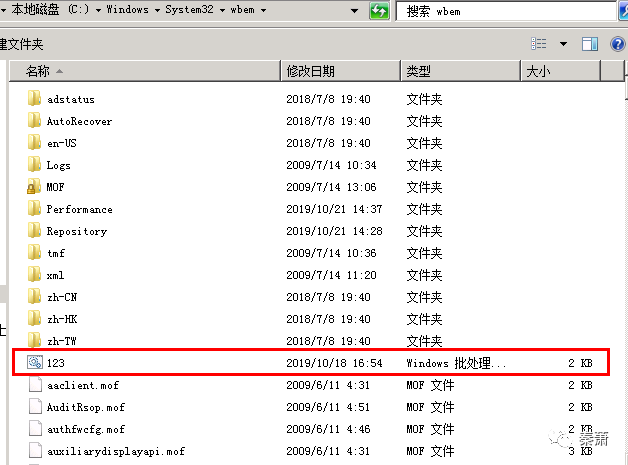 本地磁盘 (C:) Windows System32 wbem 搜索 wbem
建文件夹
名称 修改日期 类型 大小
adstatus 2018/7/8 19:40 文件夹
AutoRecover 2018/7/8 19:40 文件夹
en-US 2018/7/8 19:40 文件夹
Logs 2009/7/14 10:34 文件夹
MOF 2009/7/14 13:06 文件夹
Performance 2019/10/21 14:37 文件夹
Repository 2019/10/21 14:28 文件夹
tmf 2009/7/14 10:36 文件夹
xml 2009/7/14 11:20 文件夹
zh-CN 2018/7/8 19:40 文件夹
zh-HK 2018/7/8 19:40 文件夹
zh-TW 2018/7/8 19:40 文件夹
123 2019/10/18 16:54 Windows 批处理... 2 KB
aaclient.mof 2009/6/11 4:31 MOF 文件 2 KB
AuditRsop.mof 2009/6/11 4:51 MOF 文件 2 KB
authfwcfg.mof 2009/6/11 4:46 MOF 文件 2 KB
auxiliarydisplayapi.mof 2009/6/11 4:31 MOF 文件 3 KB
秦萧